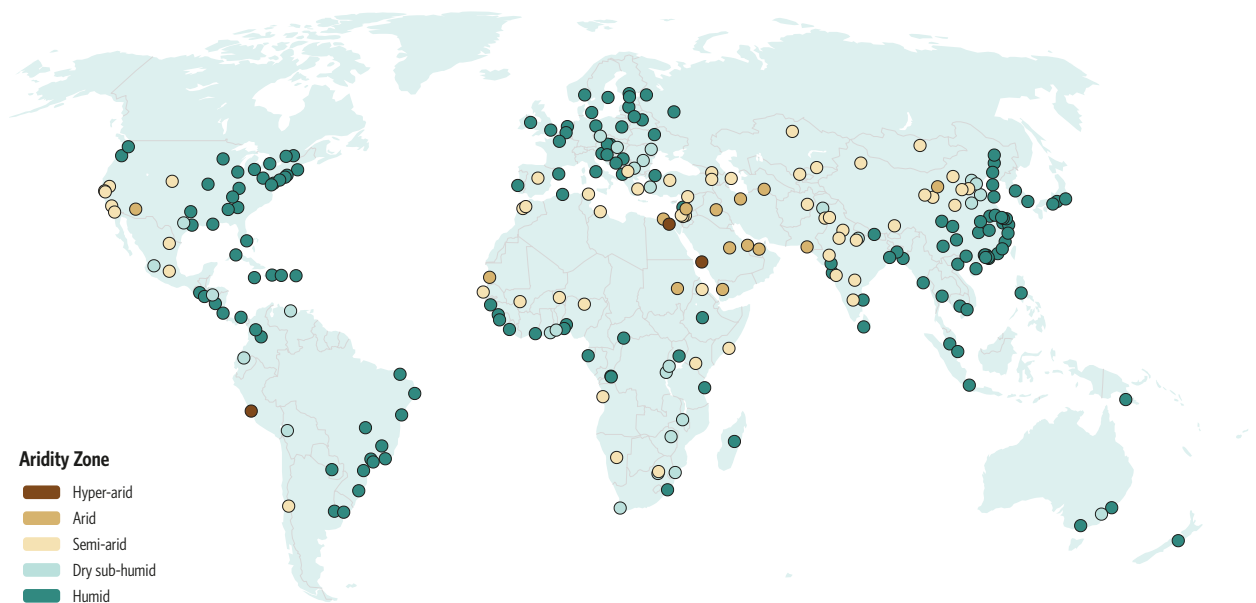 Aridity Zone
Hyper-arid
Arid
Semi-arid
Dry sub-humid
Humid